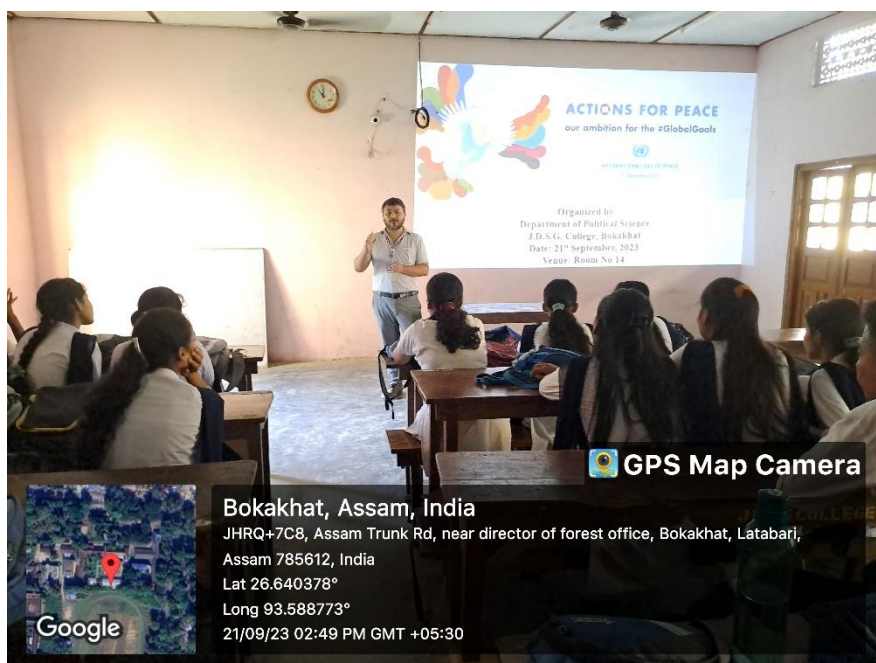 ACTIONS FOR PEACE
our ambition for the #GlobalGoals
INTERNATIONAL DAY OF PEACE
Organized by
Department of Political Science
J.D.S.G. College, Bokakhat
Date: 21st September, 2023
Venue: Room No 14
GPS Map Camera
COLLEGE
Bokakhat, Assam, India
JHRQ+7C8, Assam Trunk Rd, near director of forest office, Bokakhat, Latabari,
Assam 785612, India
Lat 26.640378°
Long 93.588773°
21/09/23 02:49 PM GMT +05:30
Google